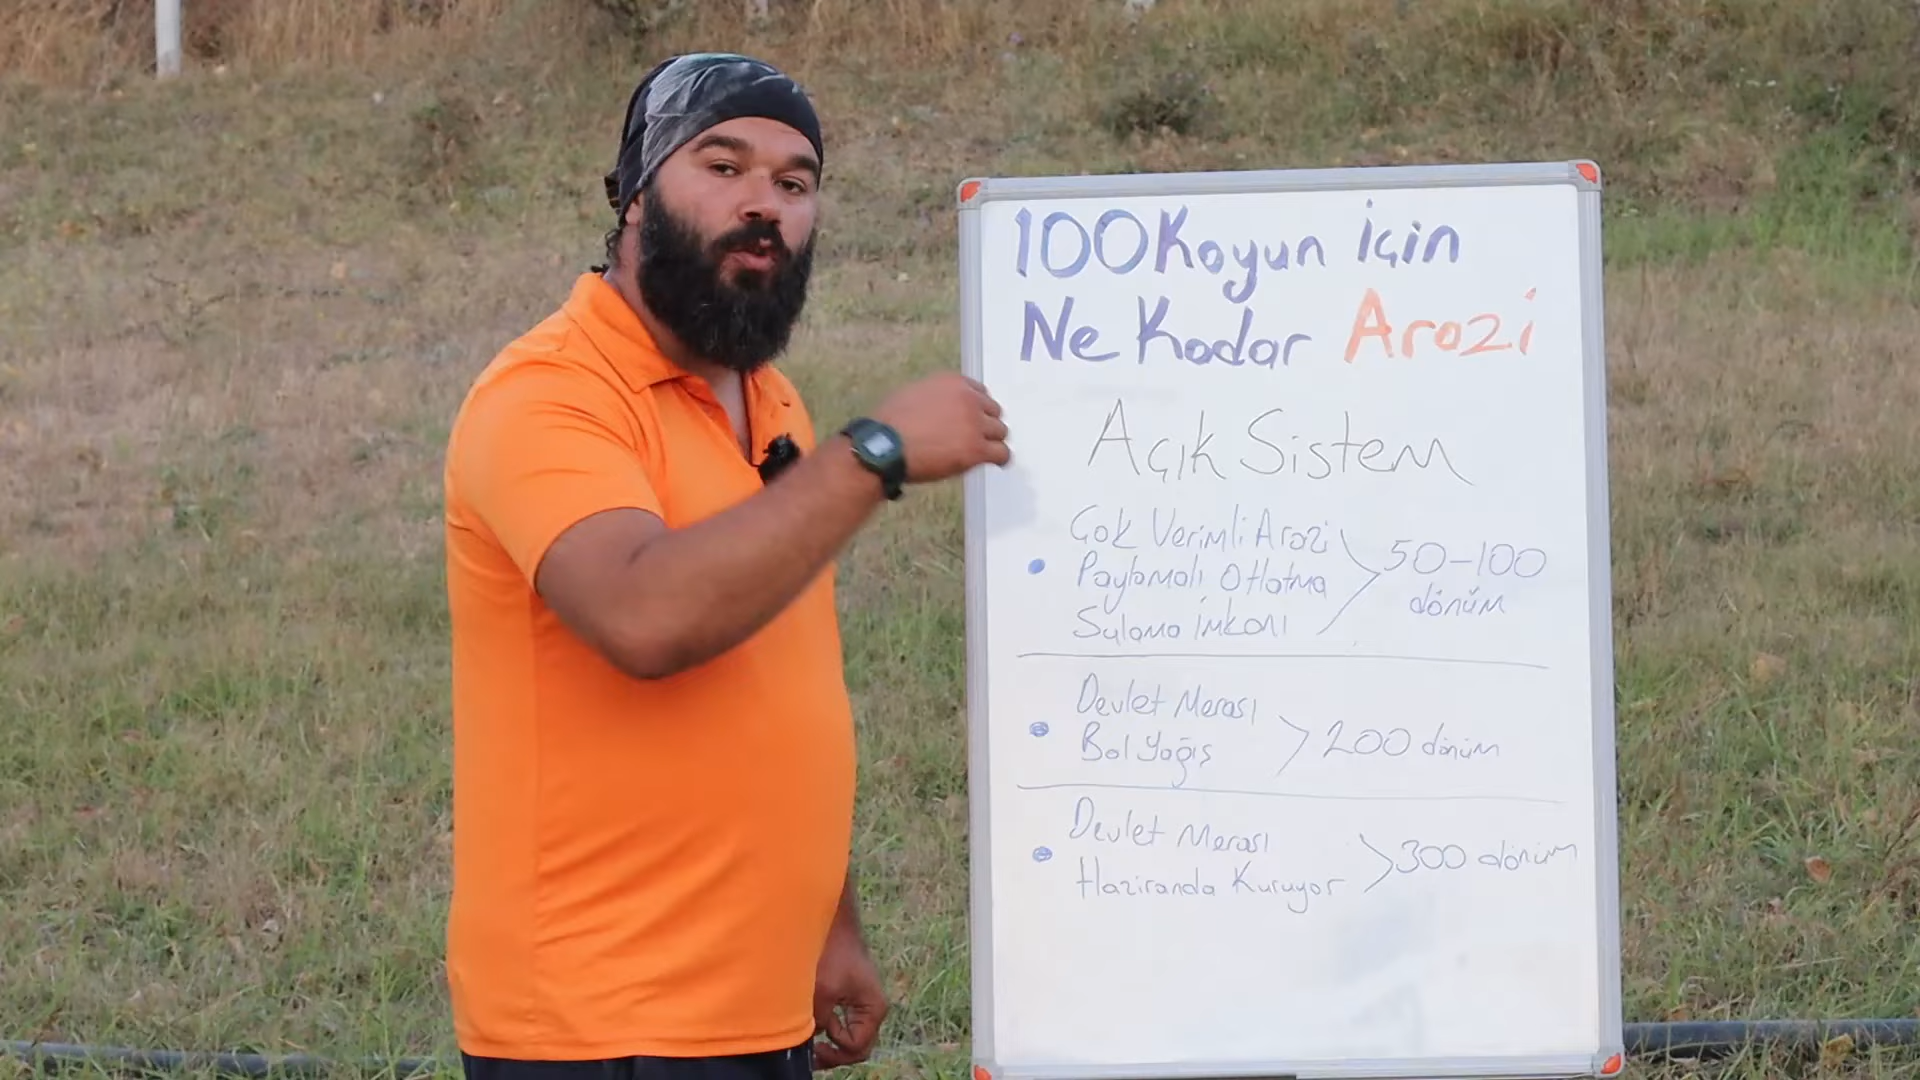 100 Koyun İçin
Ne Kadar Arazi
Açık Sistem
Çok Verimli Arazi
Paylamalı Otlatma
Sulama İmkanı
50-100
dönüm
Devlet Merası
Bol Yağış
200 dönüm
Devlet Merası
Haziranda Kuruyor
300 dönüm